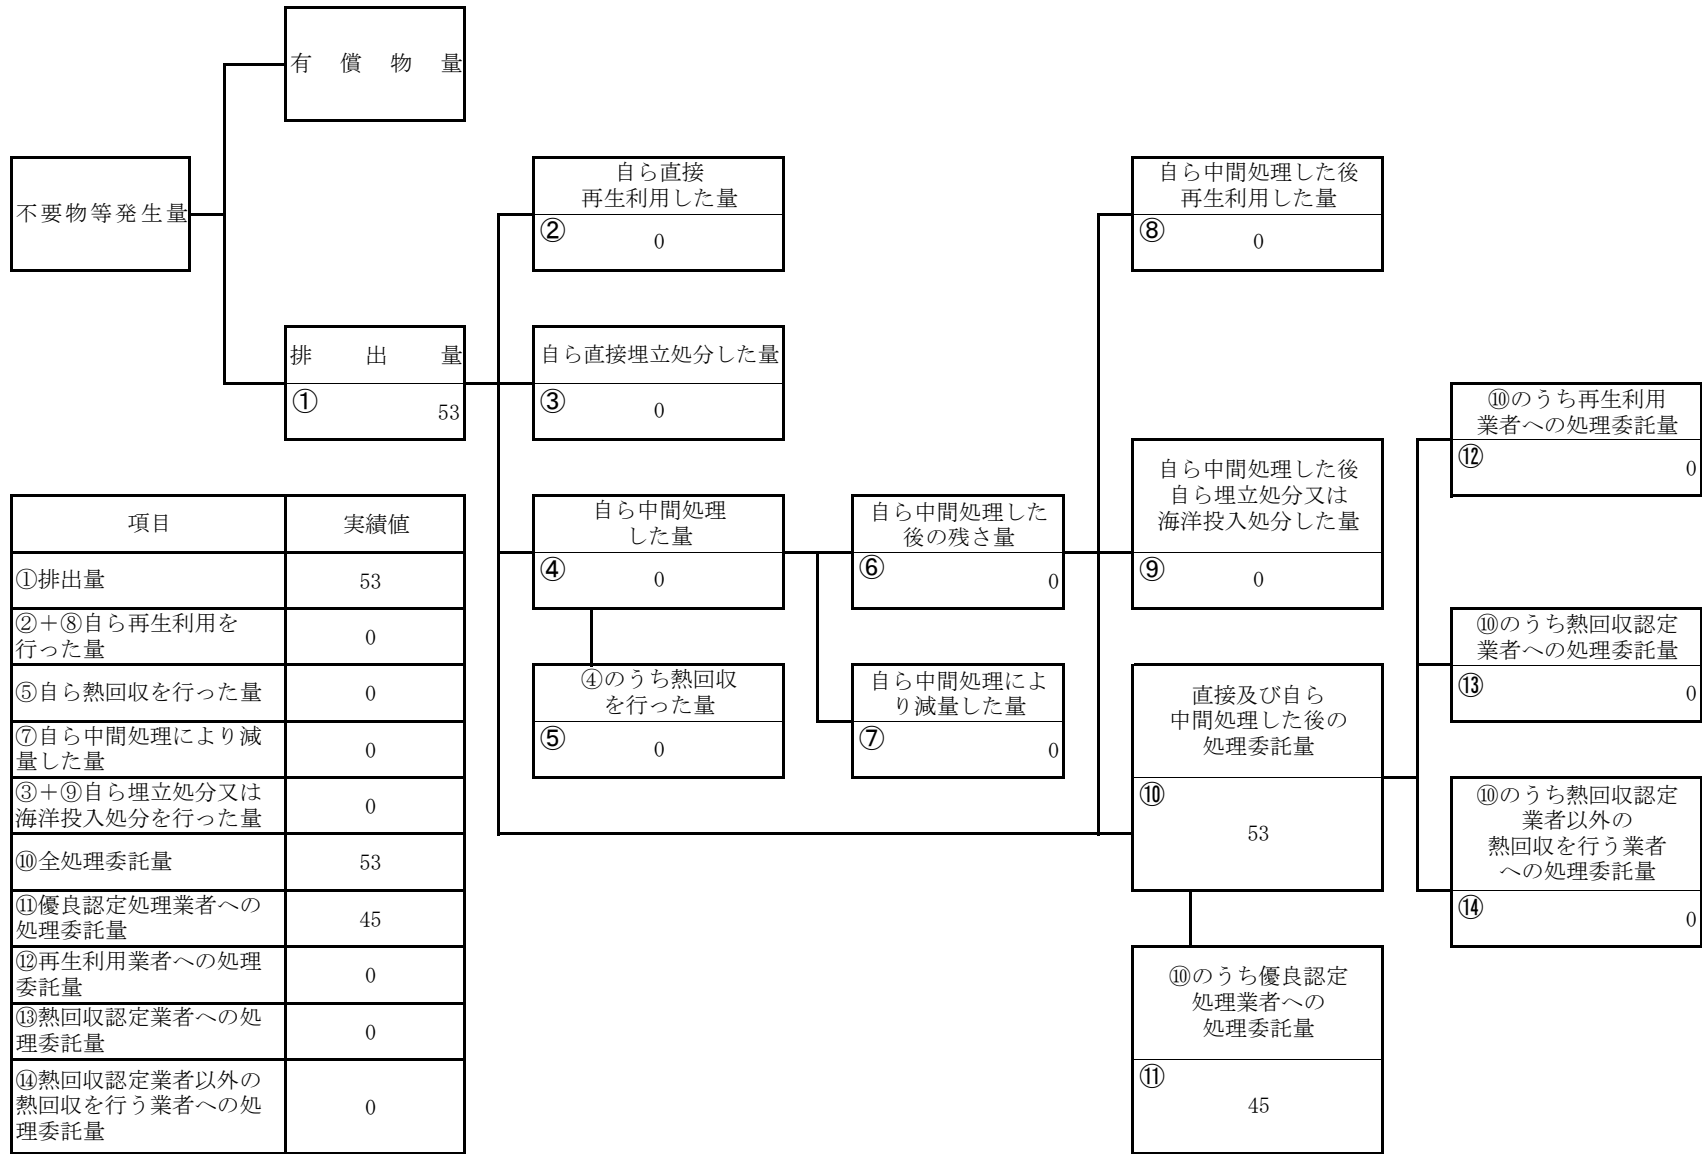 有償物量
不要物等発生量
排出量
①
53
自ら直接
再生利用した量
②
0
自ら直接埋立処分した量
③
0
自ら中間処理
した量
④
0
④のうち熱回収
を行った量
⑤
0
自ら中間処理した
後の残さ量
⑥
0
自ら中間処理によ
り減量した量
⑦
0
自ら中間処理した後
再生利用した量
⑧
0
自ら中間処理した後
自ら埋立処分又は
海洋投入処分した量
⑨
0
直接及び自ら
中間処理した後の
処理委託量
⑩
53
⑩のうち優良認定
処理業者への
処理委託量
⑪
45
⑩のうち再生利用
業者への処理委託量
⑫
0
⑩のうち熱回収認定
業者への処理委託量
⑬
0
⑩のうち熱回収認定
業者以外の
熱回収を行う業者
への処理委託量
⑭
0
項目 実績値
①排出量 53
②+⑧自ら再生利用を
行った量 0
⑤自ら熱回収を行った量 0
⑦自ら中間処理により減
量した量 0
③+⑨自ら埋立処分又は
海洋投入処分を行った量 0
⑩全処理委託量 53
⑪優良認定処理業者への
処理委託量 45
⑫再生利用業者への処理
委託量 0
⑬熱回収認定業者への処
理委託量 0
⑭熱回収認定業者以外の
熱回収を行う業者への処
理委託量 0